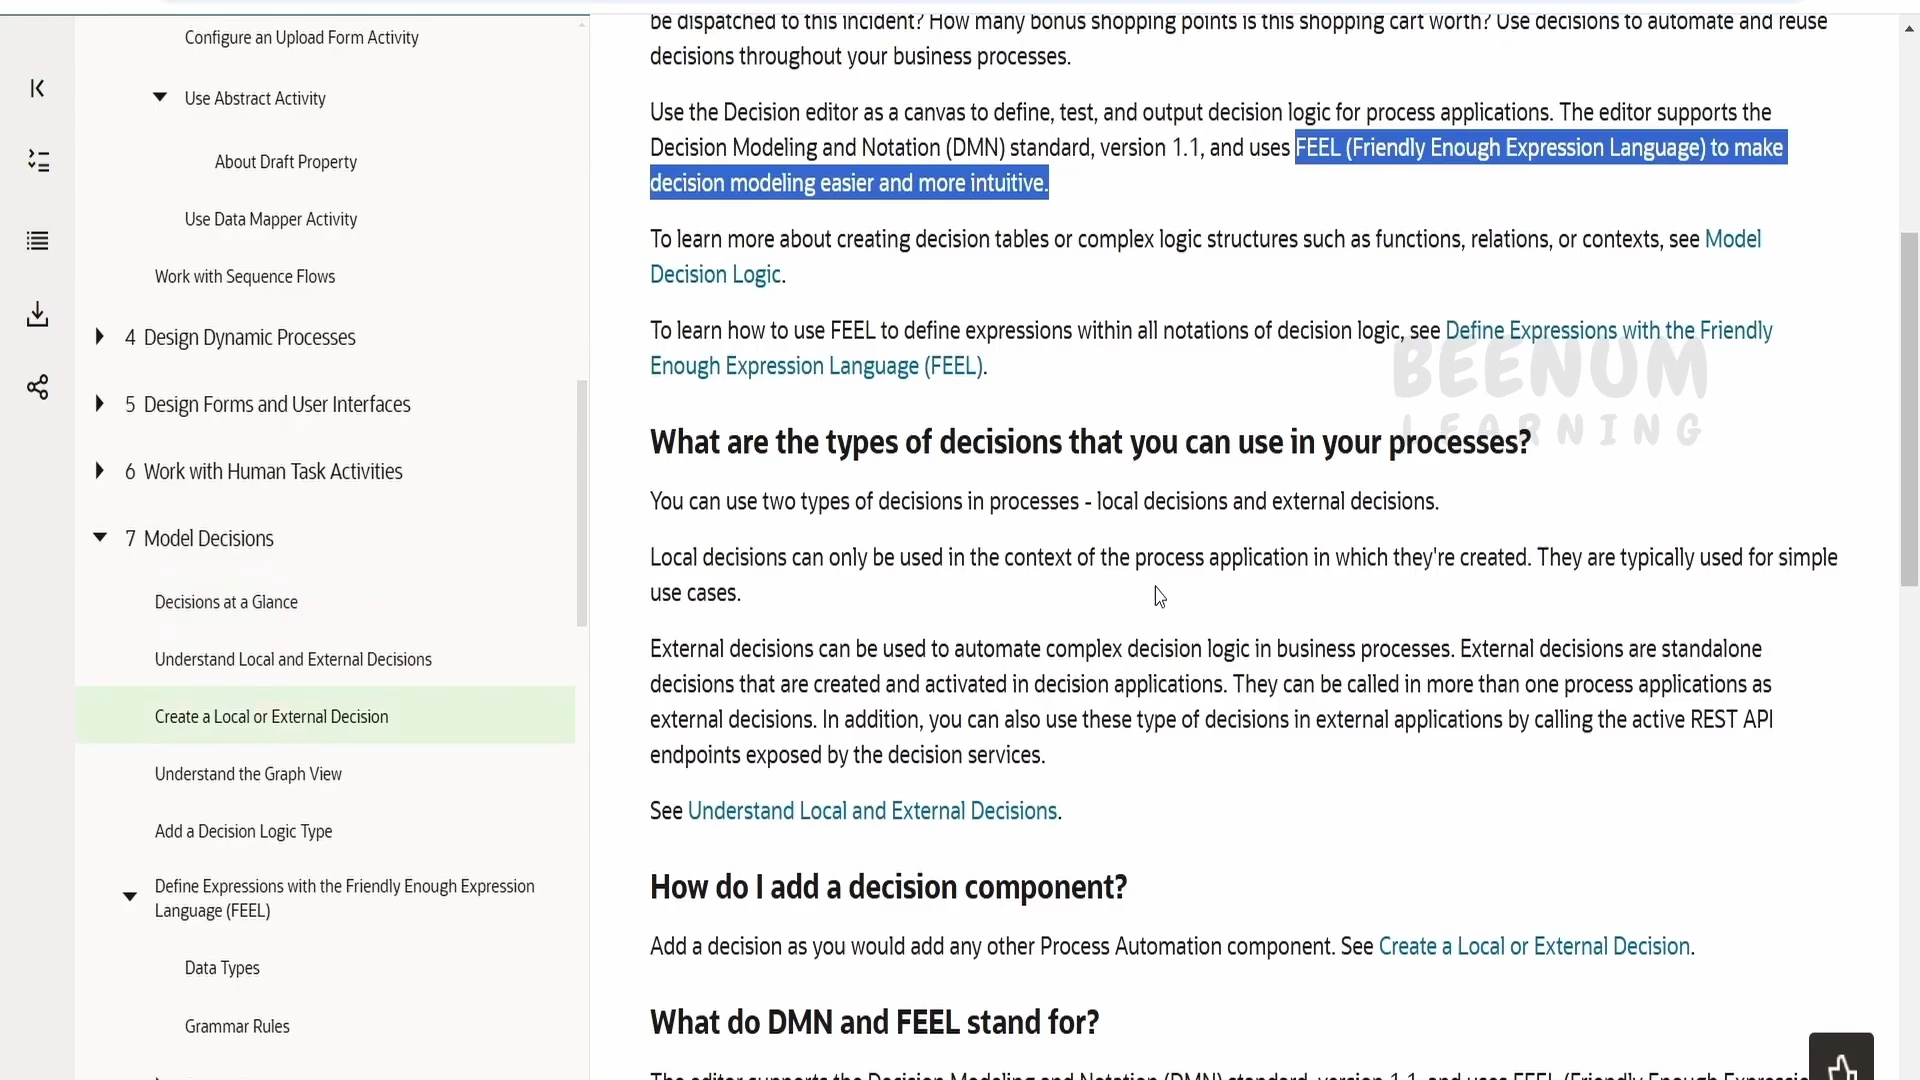 Configure an Upload Form Activity
Use Abstract Activity
About Draft Property
Use Data Mapper Activity
Work with Sequence Flows
4 Design Dynamic Processes
5 Design Forms and User Interfaces
6 Work with Human Task Activities
7 Model Decisions
Decisions at a Glance
Understand Local and External Decisions
Create a Local or External Decision
Understand the Graph View
Add a Decision Logic Type
Define Expressions with the Friendly Enough Expression
Language (FEEL)
Data Types
Grammar Rules
be dispatched to this incident? How many bonus shopping points is this shopping cart worth? Use decisions to automate and reuse
decisions throughout your business processes.
Use the Decision editor as a canvas to define, test, and output decision logic for process applications. The editor supports the
Decision Modeling and Notation (DMN) standard, version 1.1, and uses FEEL (Friendly Enough Expression Language) to make
decision modeling easier and more intuitive.
To learn more about creating decision tables or complex logic structures such as functions, relations, or contexts, see Model
Decision Logic.
To learn how to use FEEL to define expressions within all notations of decision logic, see Define Expressions with the Friendly
Enough Expression Language (FEEL).
BEENUM
LEARNING
What are the types of decisions that you can use in your processes?
You can use two types of decisions in processes - local decisions and external decisions.
Local decisions can only be used in the context of the process application in which they're created. They are typically used for simple
use cases.
External decisions can be used to automate complex decision logic in business processes. External decisions are standalone
decisions that are created and activated in decision applications. They can be called in more than one process applications as
external decisions. In addition, you can also use these type of decisions in external applications by calling the active REST API
endpoints exposed by the decision services.
See Understand Local and External Decisions.
How do I add a decision component?
Add a decision as you would add any other Process Automation component. See Create a Local or External Decision.
What do DMN and FEEL stand for?
The editor supports the Decision Modeling and Notation (DMN) standard, version 1.1, and uses FEEL (Friendly Enough